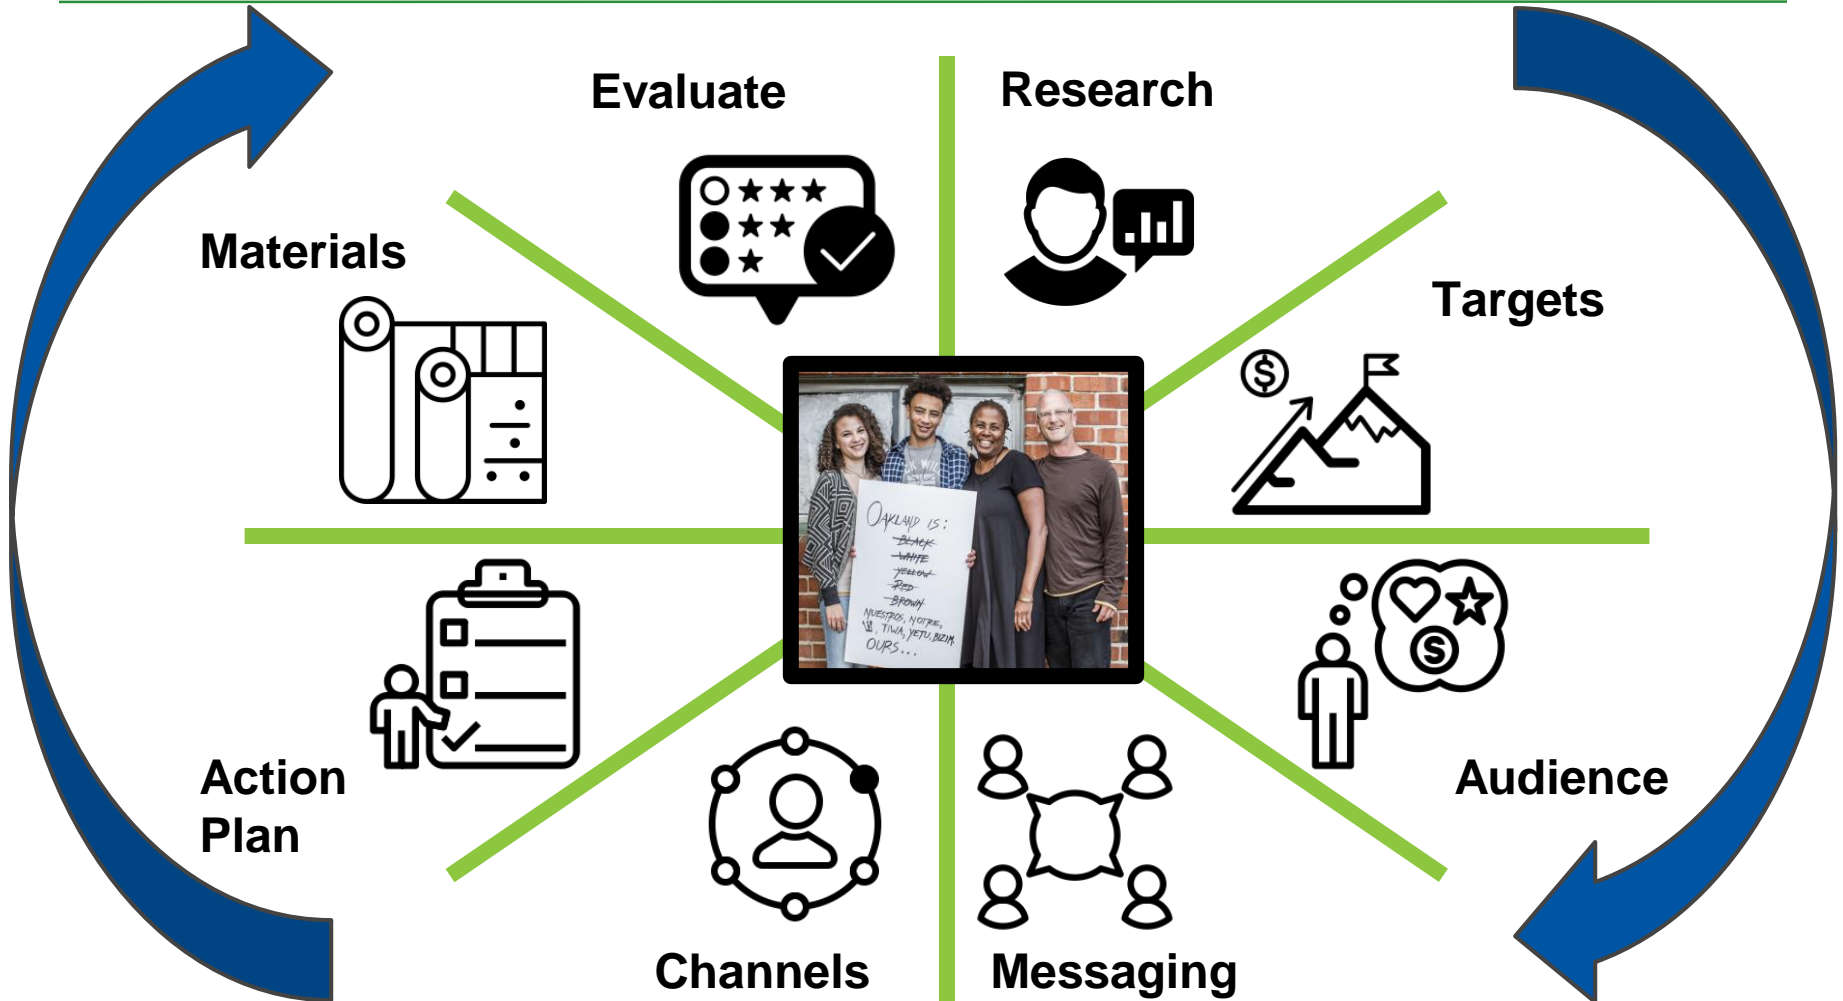 Evaluate
Research
Materials
Targets
OAKLAND IS:
BLACK
WHITE
YELLOW
RED
BROWN
NUESTROS, NOTRE,
TIWA, YETU, BIZIM,
OURS...
Action
Plan
Audience
Channels
Messaging